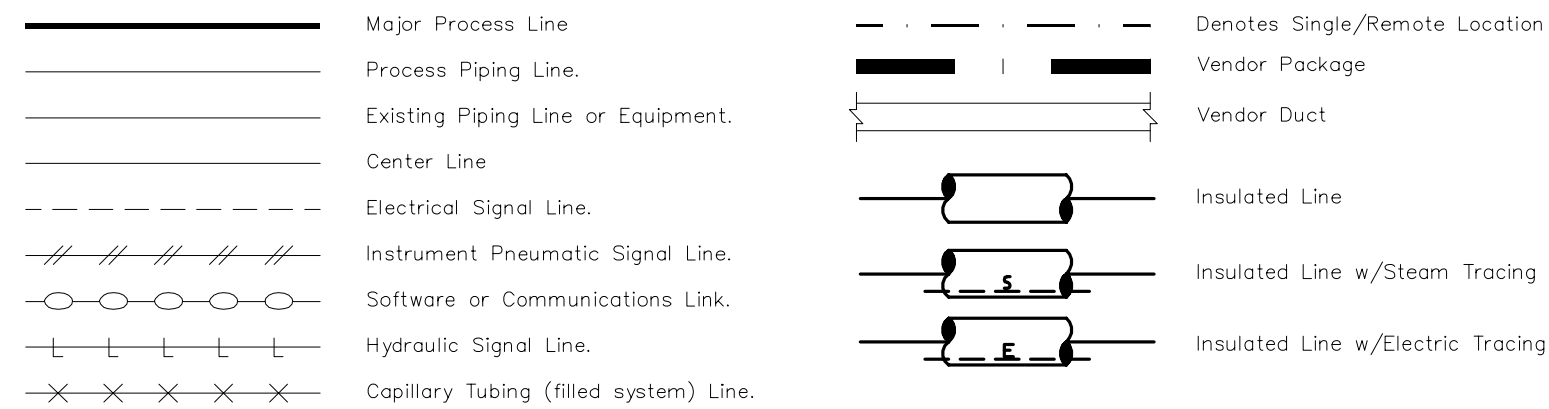 Major Process Line
Process Piping Line.
Existing Piping Line or Equipment.
Center Line
Electrical Signal Line.
Instrument Pneumatic Signal Line.
Software or Communications Link.
L L L L L
Hydraulic Signal Line.
Capillary Tubing (filled system) Line.
Denotes Single/Remote Location
Vendor Package
Vendor Duct
Insulated Line
S
Insulated Line w/Steam Tracing
E
Insulated Line w/Electric Tracing